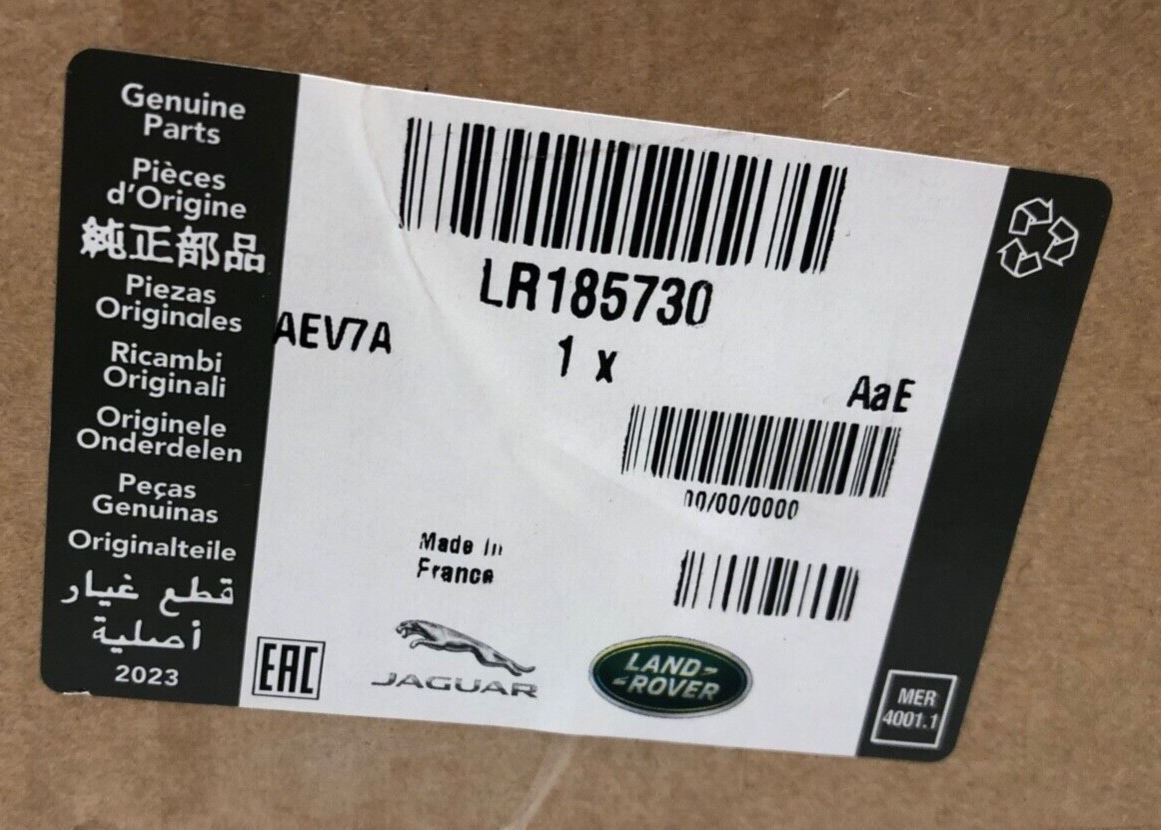 Genuine
Parts
Pièces
d'Origine
純正部品
Piezas
Originales
Ricambi
Originali
Originele
Onderdelen
Peças
Genuinas
Originalteile
قطع غيار
أصلية
2023
LR185730
AEV7A
1 x
AaE
00/00/0000
Made in
France
EAC
JAGUAR
LAND-
-ROVER
MER
4001.1